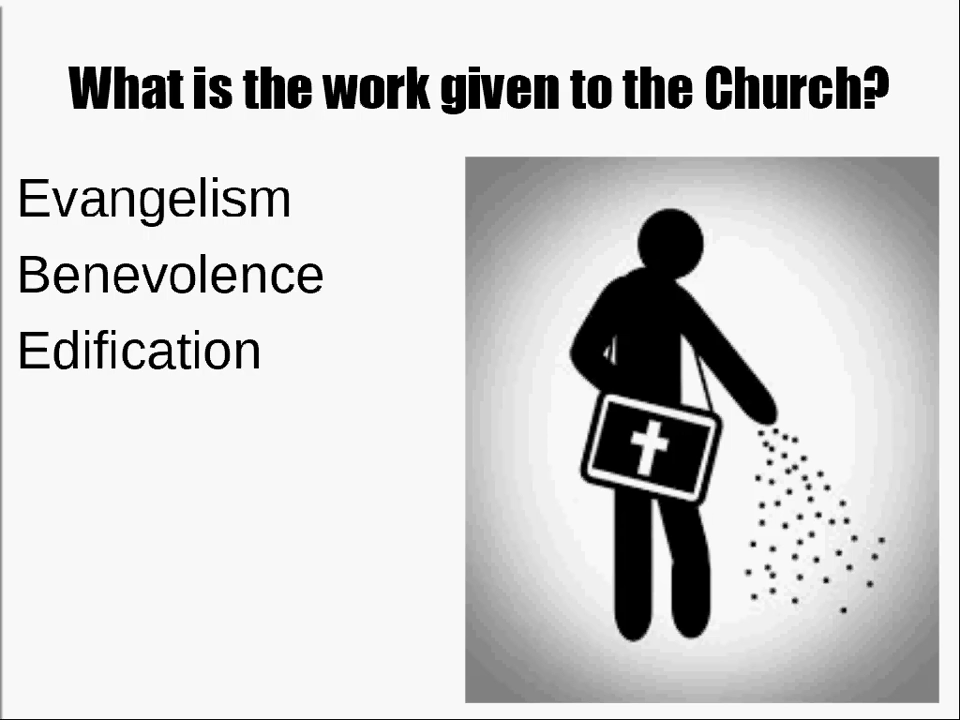 What is the work given to the Church?
Evangelism
Benevolence
Edification